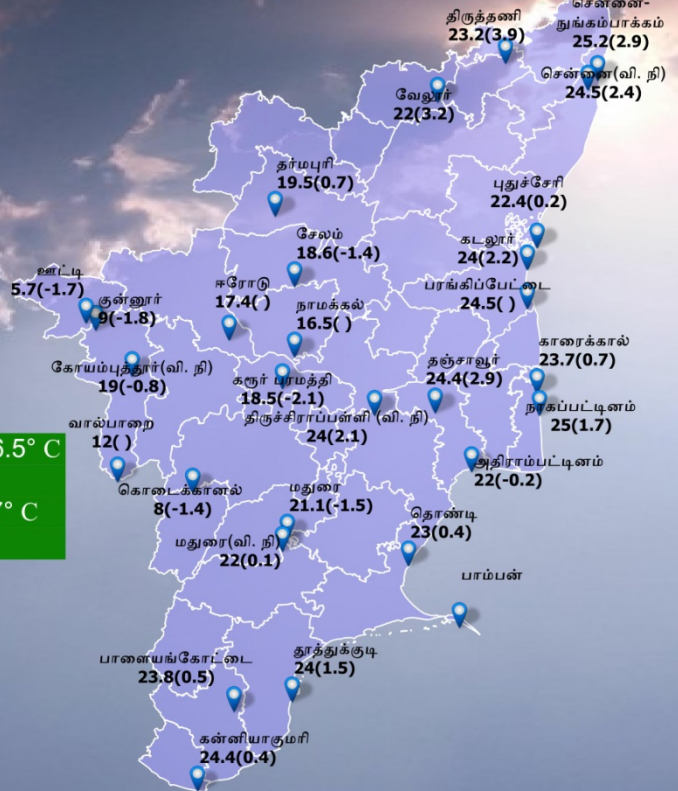 சென்னை-
நுங்கம்பாக்கம்
25.2(2.9)
திருத்தணி
23.2(3.9)
சென்னை(வி. நி)
24.5(2.4)
வேலூர்
22(3.2)
தர்மபுரி
19.5(0.7)
புதுச்சேரி
22.4(0.2)
சேலம்
18.6(-1.4)
கடலூர்
24(2.2)
ஊட்டி
5.7(-1.7)
குன்னூர்
9(-1.8)
ஈரோடு
17.4( )
பரங்கிப்பேட்டை
24.5( )
நாமக்கல்
16.5( )
காரைக்கால்
23.7(0.7)
கோயம்புத்தூர்(வி. நி)
19(-0.8)
கரூர் பரமத்தி
18.5(-2.1)
தஞ்சாவூர்
24.4(2.9)
நாகப்பட்டினம்
25(1.7)
திருச்சிராப்பள்ளி (வி. நி)
24(2.1)
வால்பாறை
12( )
6.5° C
7° C
அதிராம்பட்டினம்
22(-0.2)
கொடைக்கானல்
8(-1.4)
மதுரை
21.1(-1.5)
தொண்டி
23(0.4)
மதுரை(வி. நி)
22(0.1)
பாம்பன்
பாளையங்கோட்டை
23.8(0.5)
தூத்துக்குடி
24(1.5)
கன்னியாகுமரி
24.4(0.4)